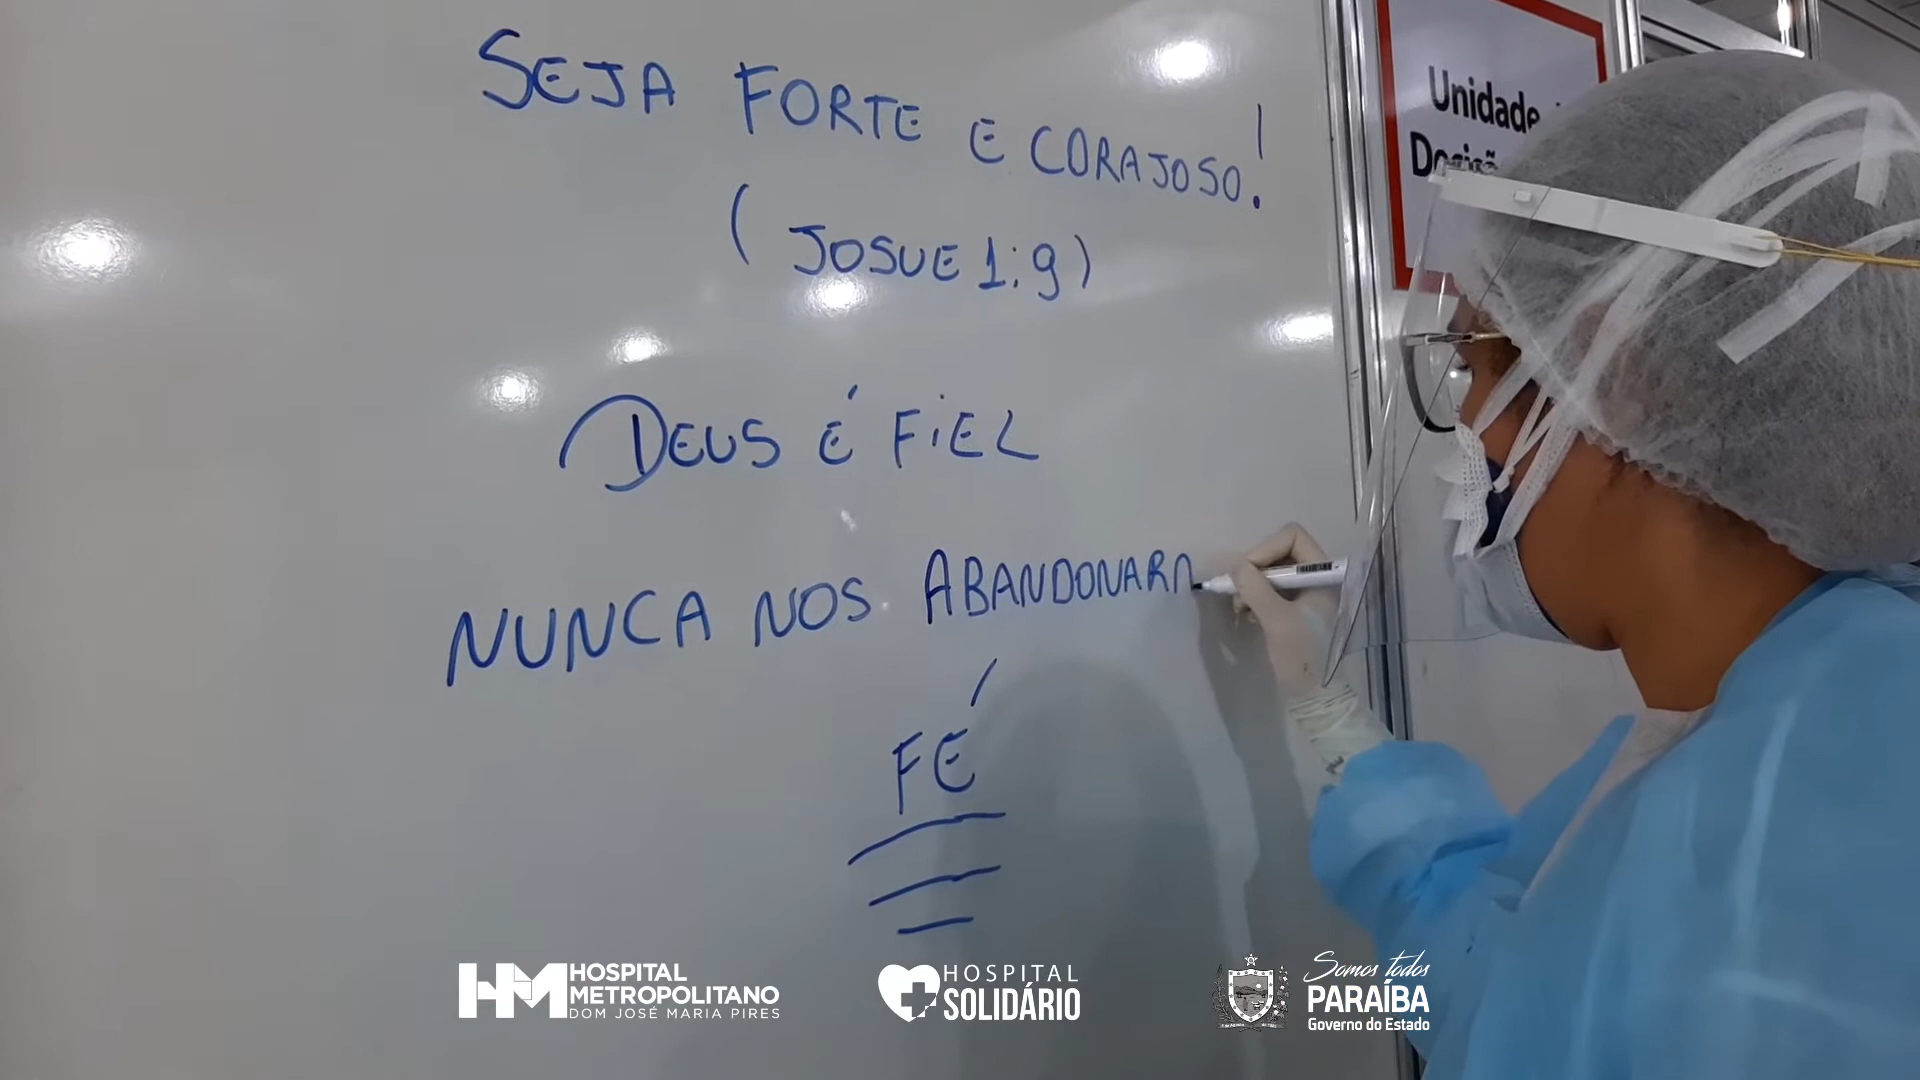 SEJA FORTE E CORAJOSO!
(JOSUE 1:9)
DEUS É FIEL
NUNCA NOS ABANDONARA
FÉ
Unidade
HM HOSPITAL
METROPOLITANO
DOM JOSÉ MARIA PIRES
HOSPITAL
SOLIDÁRIO
Somos todos
PARAÍBA
Governo do Estado